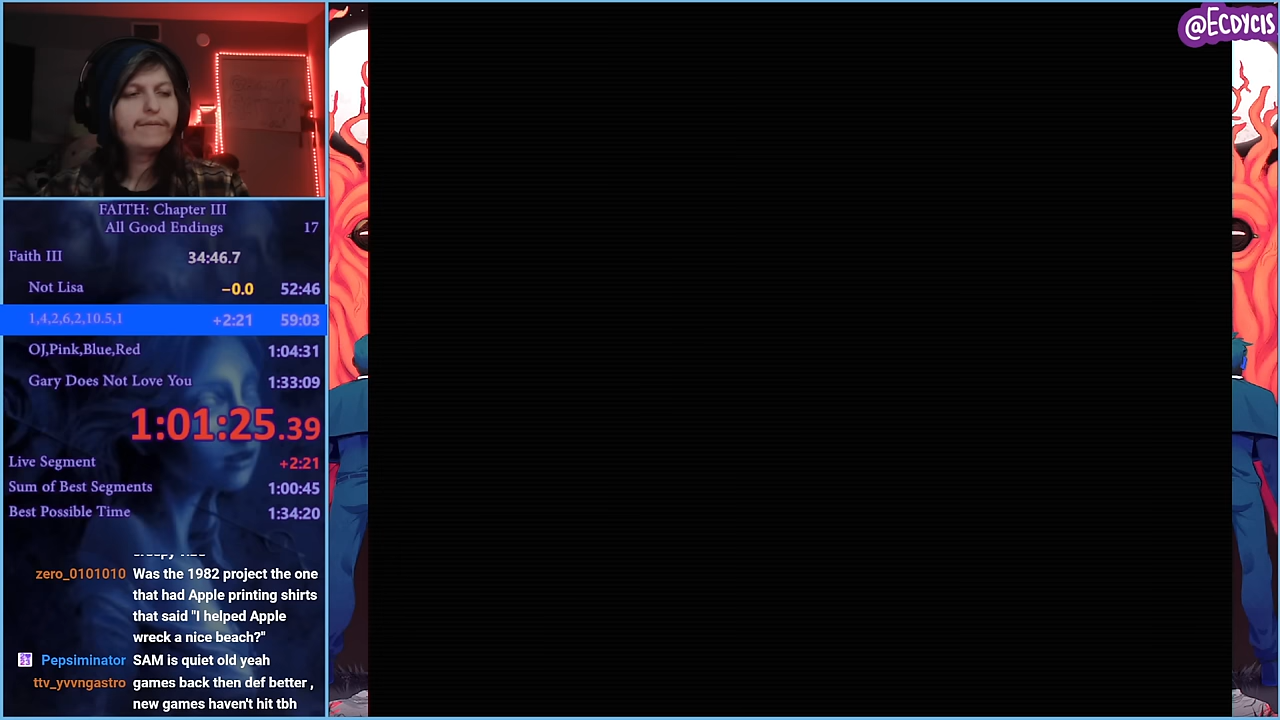 @ECDYCIS
FAITH: Chapter III
All Good Endings 17
Faith III 34:46.7
Not Lisa −0.0 52:46
1,4,2,6,2,10.5,1 +2:21 59:03
OJ,Pink,Blue,Red 1:04:31
Gary Does Not Love You 1:33:09
1:01:25.39
Live Segment +2:21
Sum of Best Segments 1:00:45
Best Possible Time 1:34:20
zero_0101010 Was the 1982 project the one
that had Apple printing shirts
that said "I helped Apple
wreck a nice beach?"
Pepsiminator SAM is quiet old yeah
ttv_yvvngastro games back then def better ,
new games haven't hit tbh